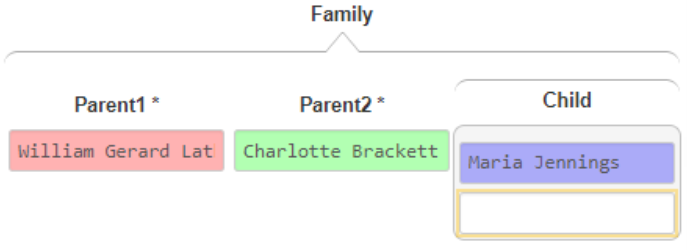 Family
Parent1 *
Parent2 *
Child
William Gerard Lat
Charlotte Brackett
Maria Jennings